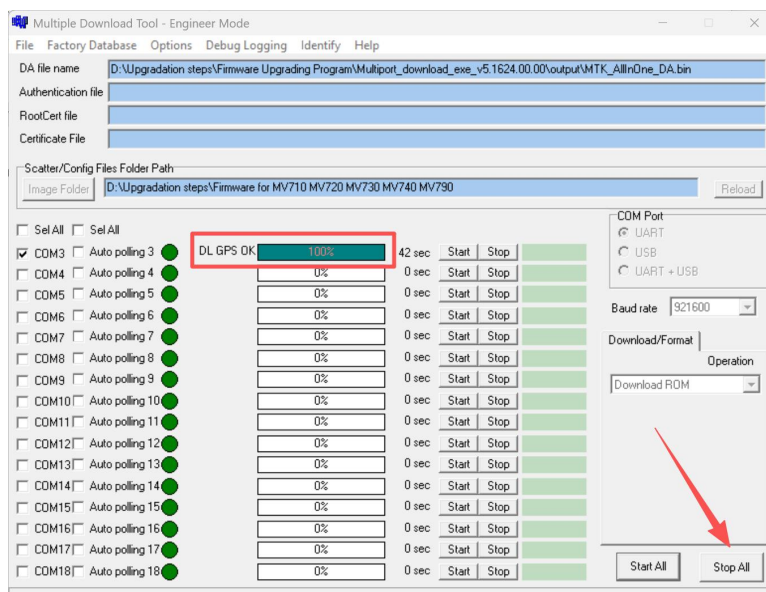 Multiple Download Tool - Engineer Mode
File Factory Database Options Debug Logging Identify Help
DA file name D:\Upgradation steps\Firmware Upgrading Program\Multiport_download_exe_v5.1624.00.00\output\MTK_AllInOne_DA.bin
Authentication file
RootCert file
Certificate File
Scatter/Config Files Folder Path
Image Folder D:\Upgradation steps\Firmware for MV710 MV720 MV730 MV740 MV790 Reload
Sel All Sel All
COM3 Auto polling 3 DL GPS OK 100% 42 sec Start Stop
COM4 Auto polling 4 0% 0 sec Start Stop
COM5 Auto polling 5 0% 0 sec Start Stop
COM6 Auto polling 6 0% 0 sec Start Stop
COM7 Auto polling 7 0% 0 sec Start Stop
COM8 Auto polling 8 0% 0 sec Start Stop
COM9 Auto polling 9 0% 0 sec Start Stop
COM10 Auto polling 10 0% 0 sec Start Stop
COM11 Auto polling 11 0% 0 sec Start Stop
COM12 Auto polling 12 0% 0 sec Start Stop
COM13 Auto polling 13 0% 0 sec Start Stop
COM14 Auto polling 14 0% 0 sec Start Stop
COM15 Auto polling 15 0% 0 sec Start Stop
COM16 Auto polling 16 0% 0 sec Start Stop
COM17 Auto polling 17 0% 0 sec Start Stop
COM18 Auto polling 18 0% 0 sec Start Stop
COM Port
UART
USB
UART + USB
Baud rate 921600
Download/Format
Operation
Download ROM
Start All Stop All